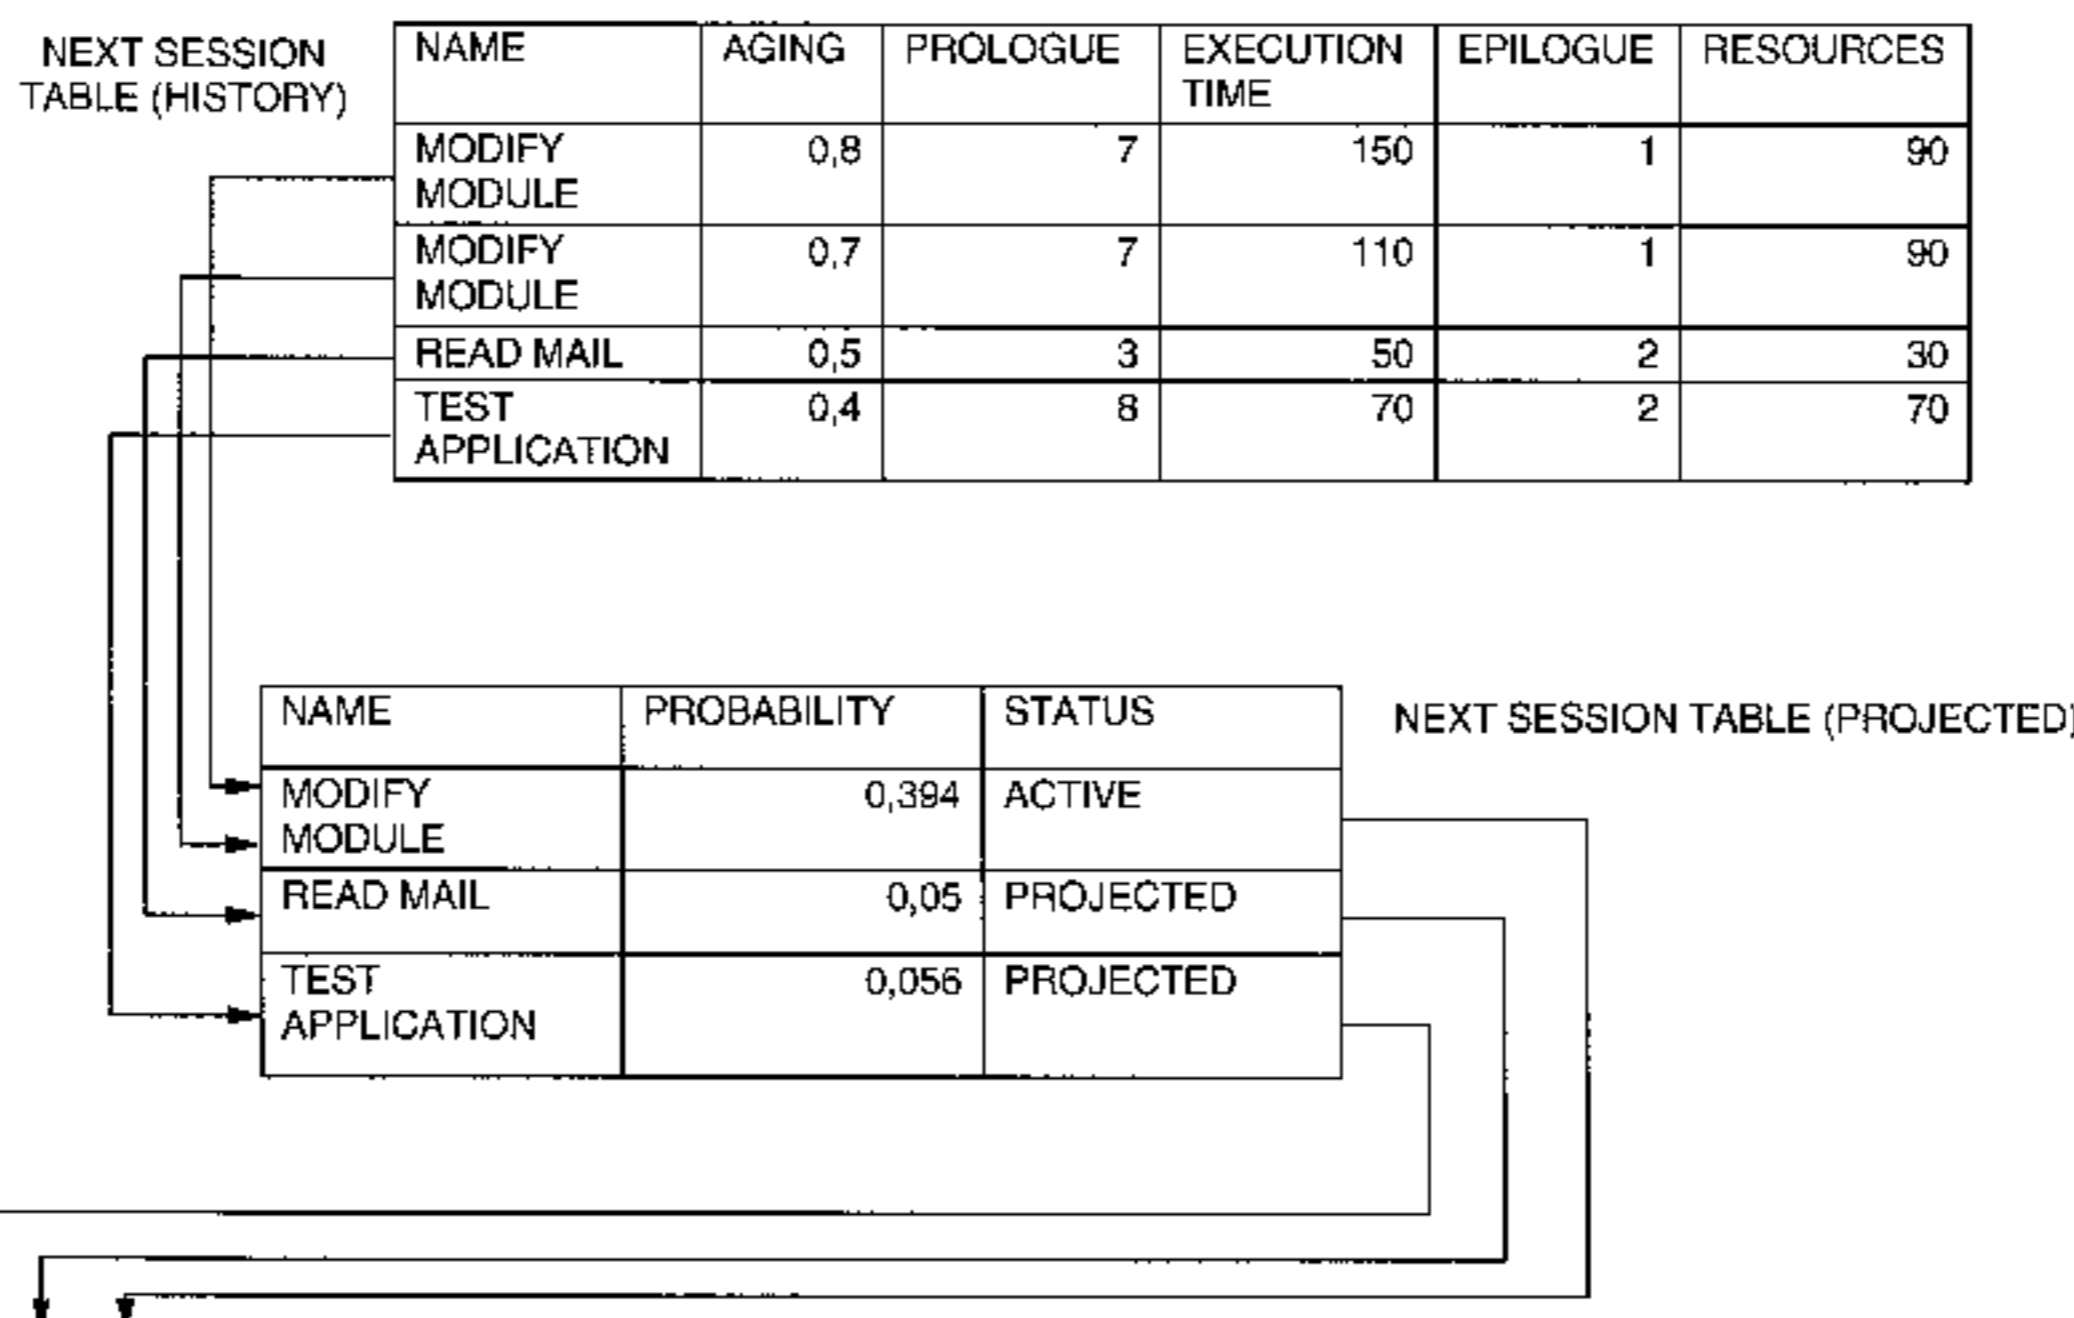 NEXT SESSION
TABLE (HISTORY)
NAME AGING PROLOGUE EXECUTION TIME EPILOGUE RESOURCES
MODIFY MODULE 0,8 7 150 1 90
MODIFY MODULE 0,7 7 110 1 90
READ MAIL 0,5 3 50 2 30
TEST APPLICATION 0,4 8 70 2 70
NAME PROBABILITY STATUS
NEXT SESSION TABLE (PROJECTED)
MODIFY MODULE 0,394 ACTIVE
READ MAIL 0,05 PROJECTED
TEST APPLICATION 0,056 PROJECTED